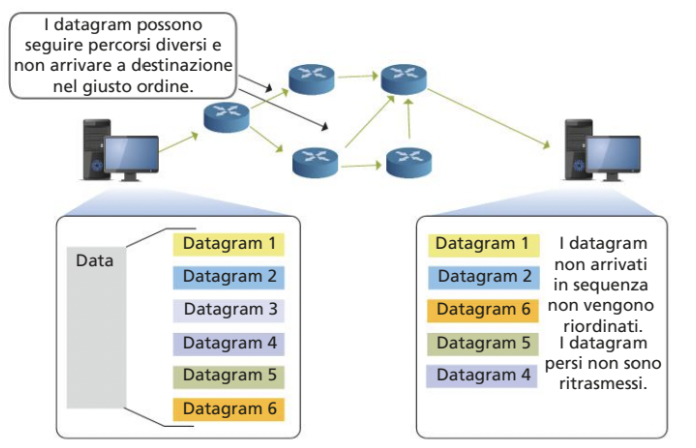 I datagram possono
seguire percorsi diversi e
non arrivare a destinazione
nel giusto ordine.
Data
Datagram 1
Datagram 2
Datagram 3
Datagram 4
Datagram 5
Datagram 6
Datagram 1
Datagram 2
Datagram 6
Datagram 5
Datagram 4
I datagram
non arrivati
in sequenza
non vengono
riordinati.
I datagram
persi non sono
ritrasmessi.